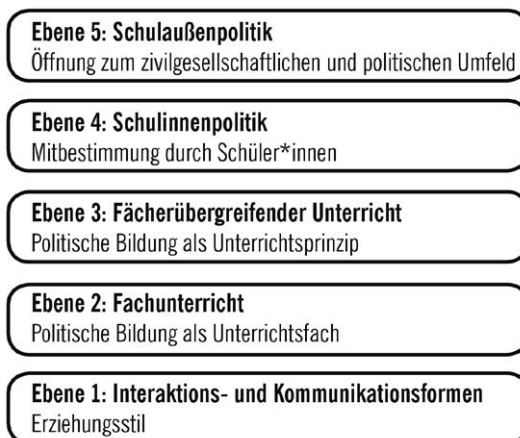 Ebene 5: Schulaußenpolitik
Öffnung zum zivilgesellschaftlichen und politischen Umfeld
Ebene 4: Schulinnenpolitik
Mitbestimmung durch Schüler*innen
Ebene 3: Fächerübergreifender Unterricht
Politische Bildung als Unterrichtsprinzip
Ebene 2: Fachunterricht
Politische Bildung als Unterrichtsfach
Ebene 1: Interaktions- und Kommunikationsformen
Erziehungsstil